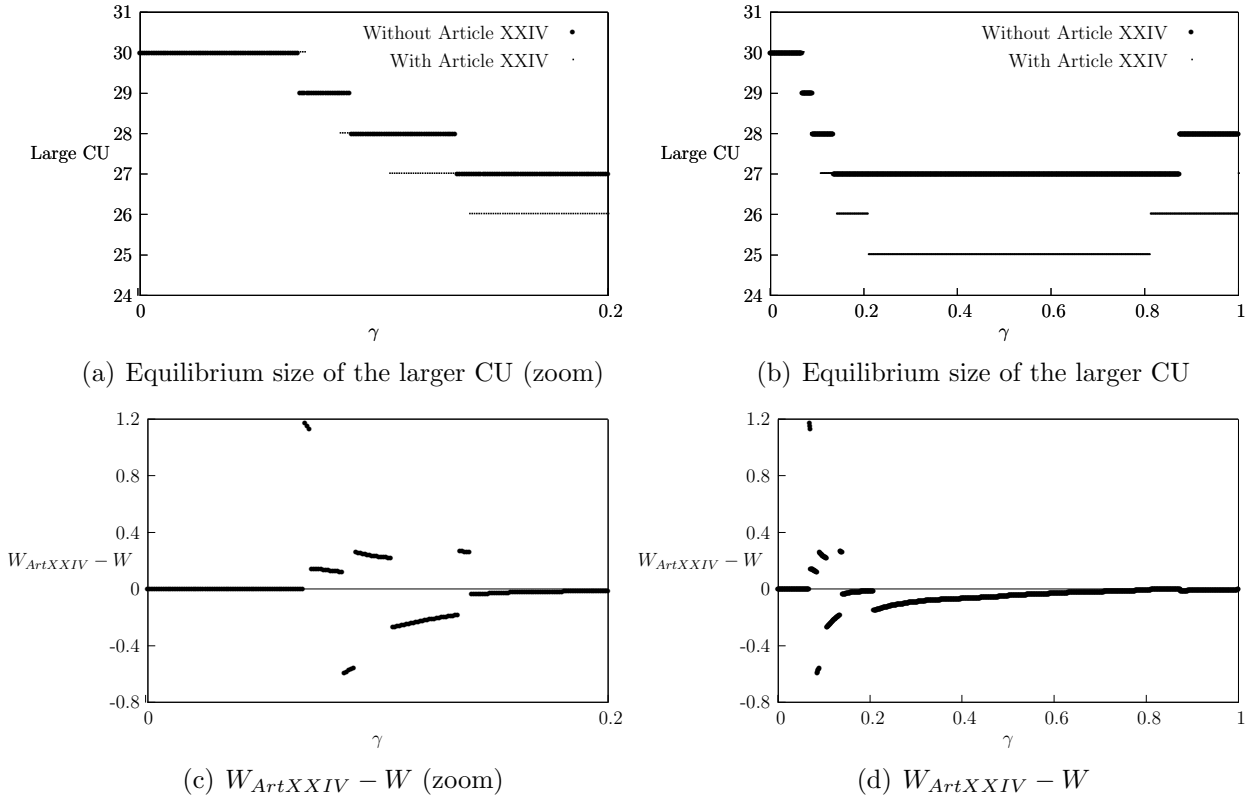 31
30
29
28
27
26
25
24
Large CU
Without Article XXIV
With Article XXIV
0
0.2
γ
(a) Equilibrium size of the larger CU (zoom)
31
30
29
28
27
26
25
24
Large CU
Without Article XXIV
With Article XXIV
0
0.2
0.4
0.6
0.8
1
γ
(b) Equilibrium size of the larger CU
1.2
0.8
0.4
0
-0.4
-0.8
W_{ArtXXIV} − W
0
0.2
γ
(c) W_{ArtXXIV} − W (zoom)
1.2
0.8
0.4
0
-0.4
-0.8
W_{ArtXXIV} − W
0
0.2
0.4
0.6
0.8
1
γ
(d) W_{ArtXXIV} − W